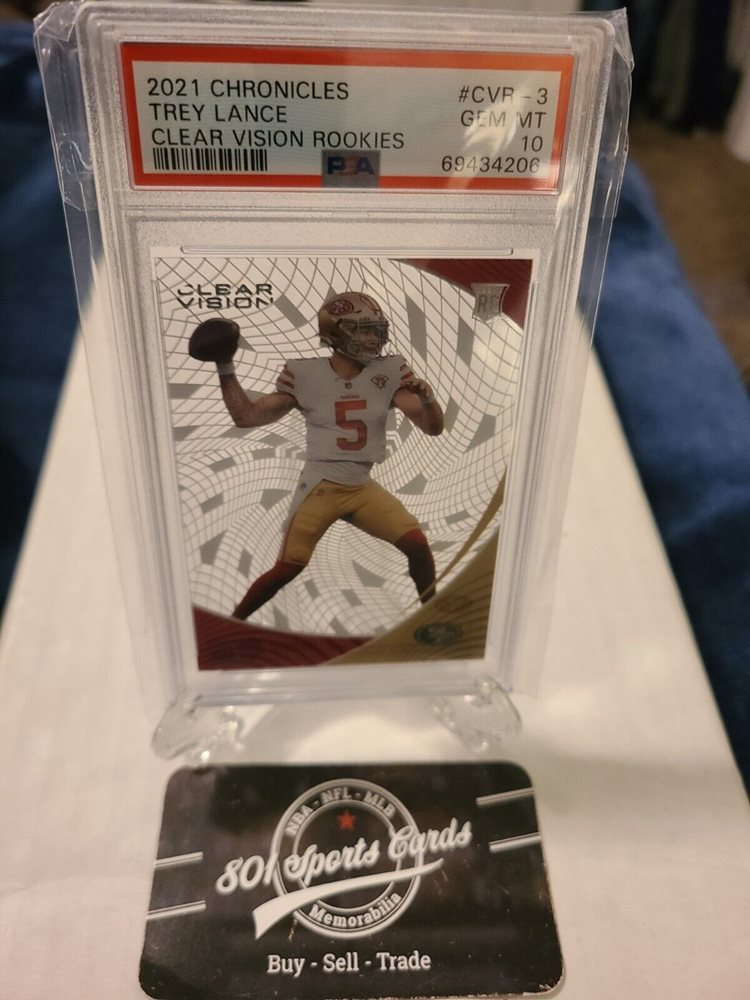 2021 CHRONICLES
#CVR-3
TREY LANCE
GEM MT
CLEAR VISION ROOKIES
10
PSA
69434206
CLEAR
VISION
RC
5
NBA - NFL - MLB
801 Sports Cards
Memorabilia
Buy - Sell - Trade